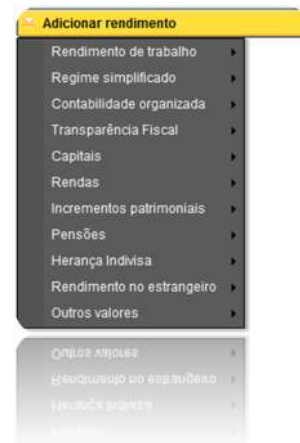 Adicionar rendimento
Rendimento de trabalho
Regime simplificado
Contabilidade organizada
Transparência Fiscal
Capitais
Rendas
Incrementos patrimoniais
Pensões
Herança Indivisa
Rendimento no estrangeiro
Outros valores